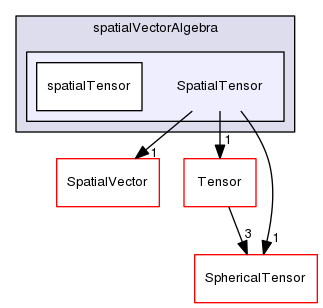 spatialVectorAlgebra
spatialTensor
SpatialTensor
1
1
SpatialVector
Tensor
3
1
SphericalTensor